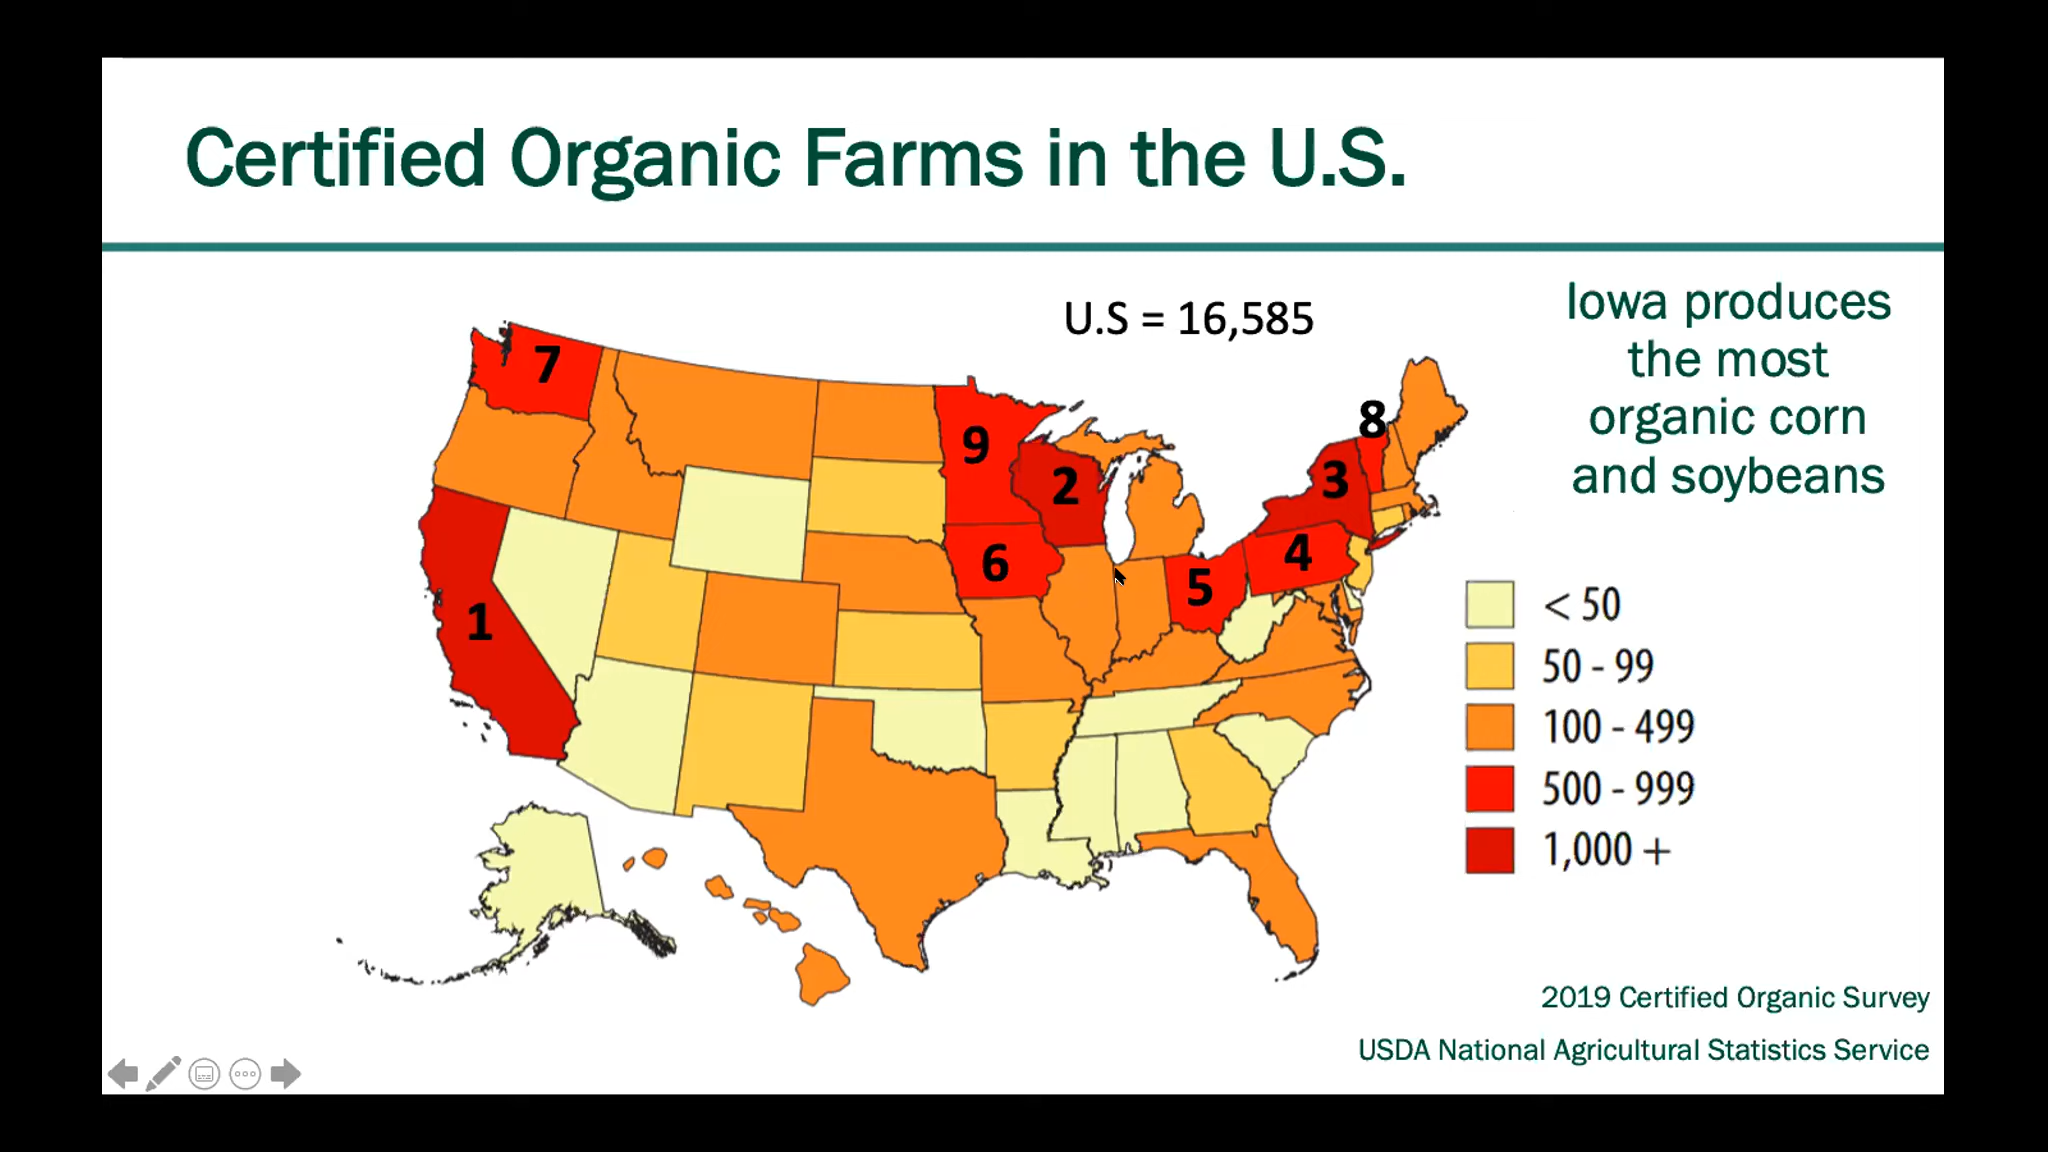 Certified Organic Farms in the U.S.
U.S = 16,585
Iowa produces
the most
organic corn
and soybeans
7
8
9
2
3
6
5
4
1
< 50
50 - 99
100 - 499
500 - 999
1,000 +
2019 Certified Organic Survey
USDA National Agricultural Statistics Service